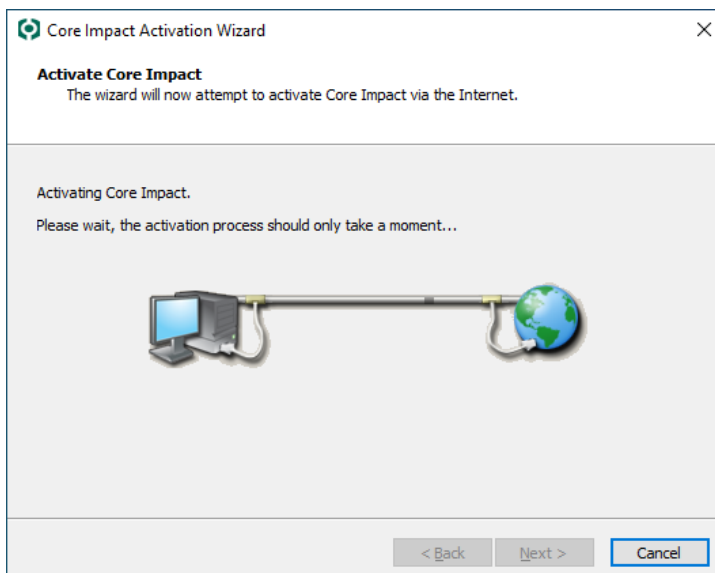 Core Impact Activation Wizard
Activate Core Impact
The wizard will now attempt to activate Core Impact via the Internet.
Activating Core Impact.
Please wait, the activation process should only take a moment...
< Back
Next >
Cancel